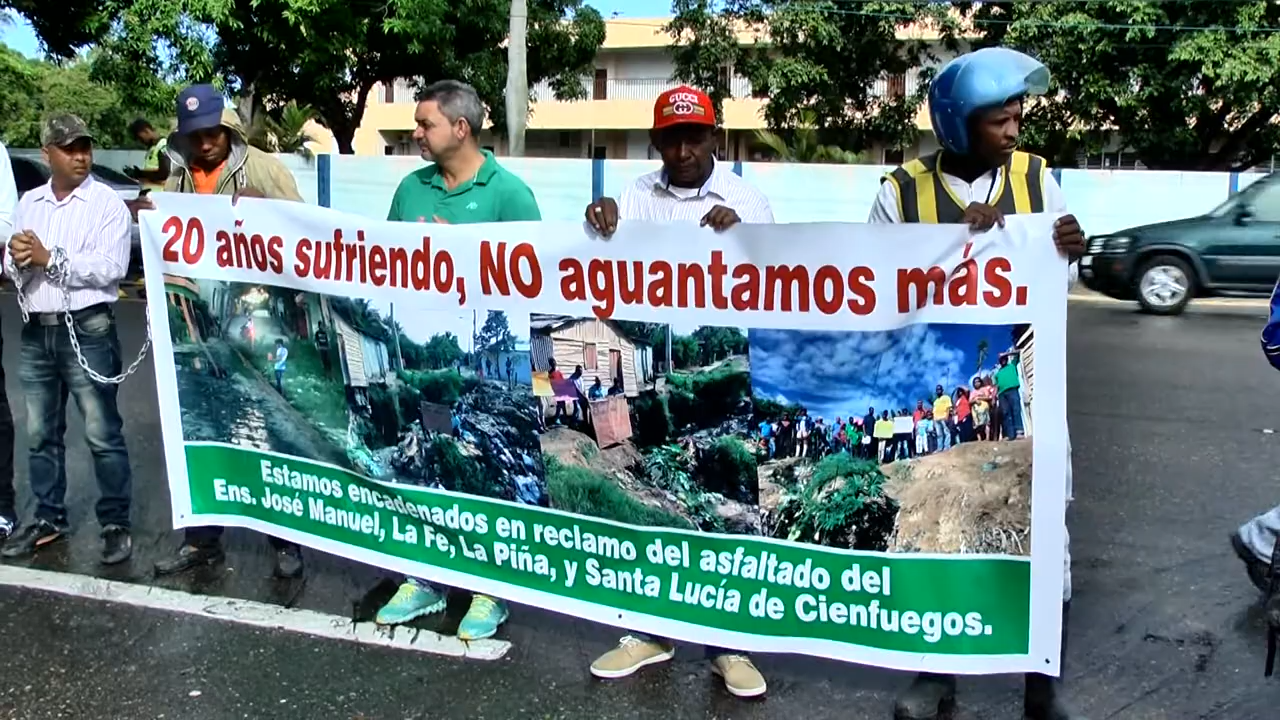 GUCCI
20 años sufriendo, NO aguantamos más.
Estamos encadenados en reclamo del asfaltado del
Ens. José Manuel, La Fe, La Piña, y Santa Lucía de Cienfuegos.